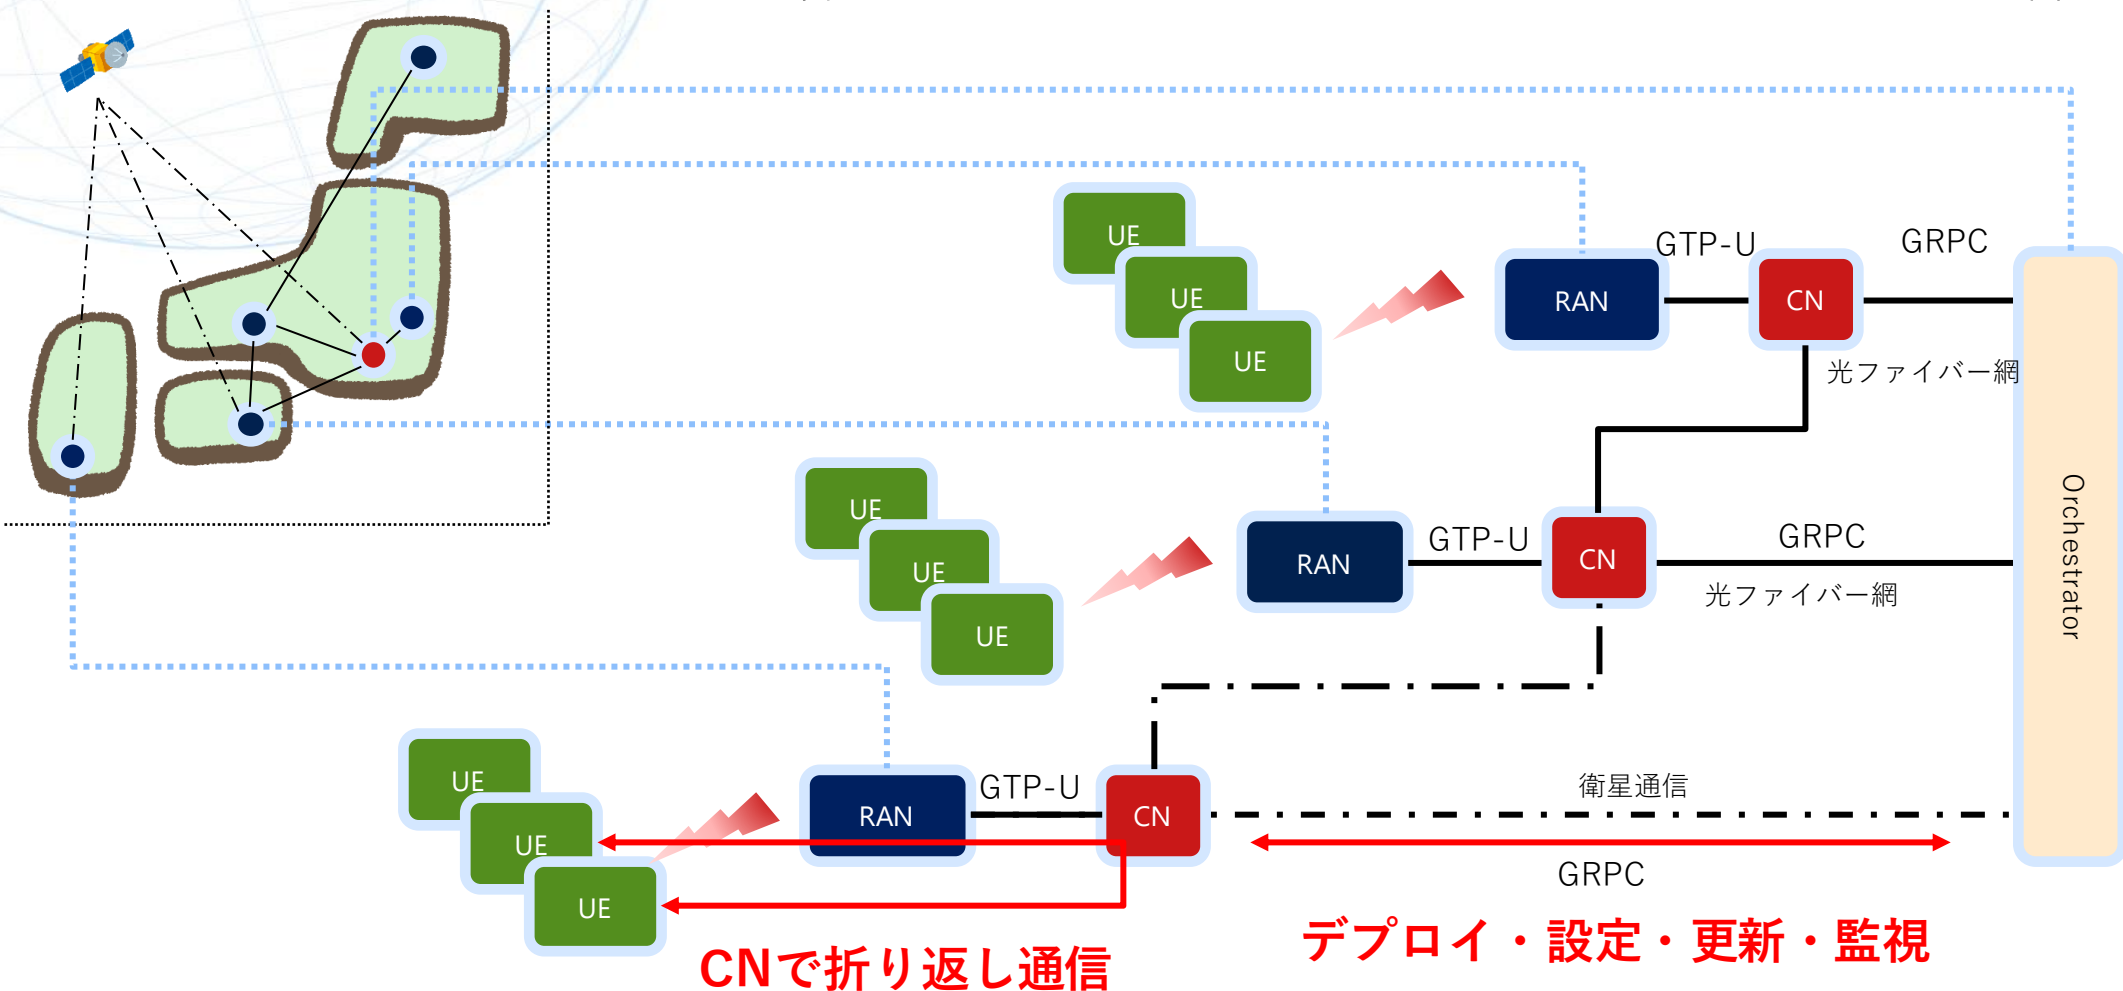 UE
UE
UE
RAN
GTP-U
CN
GRPC
光ファイバー網
UE
UE
UE
RAN
GTP-U
CN
GRPC
光ファイバー網
Orchestrator
UE
UE
UE
RAN
GTP-U
CN
衛星通信
GRPC
CNで折り返し通信
デプロイ・設定・更新・監視